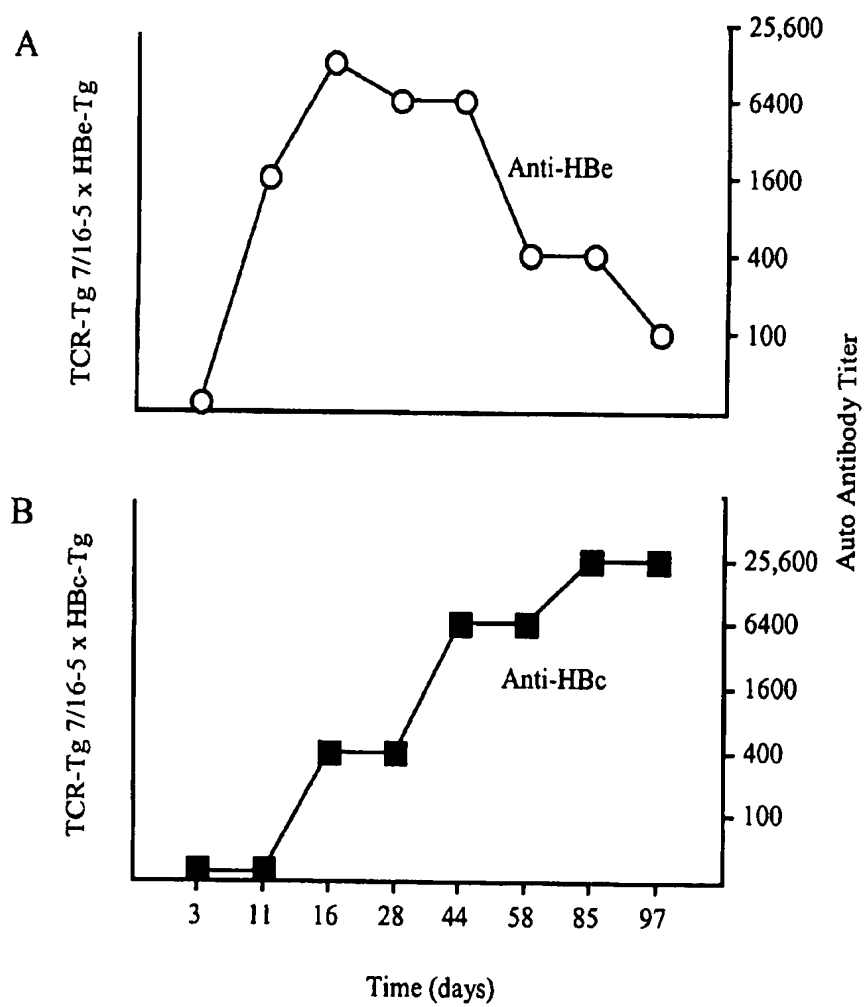 A
TCR-Tg 7/16-5 x HBe-Tg
Anti-HBe
25,600
6400
1600
400
100
Auto Antibody Titer
B
TCR-Tg 7/16-5 x HBc-Tg
Anti-HBc
25,600
6400
1600
400
100
3 11 16 28 44 58 85 97
Time (days)